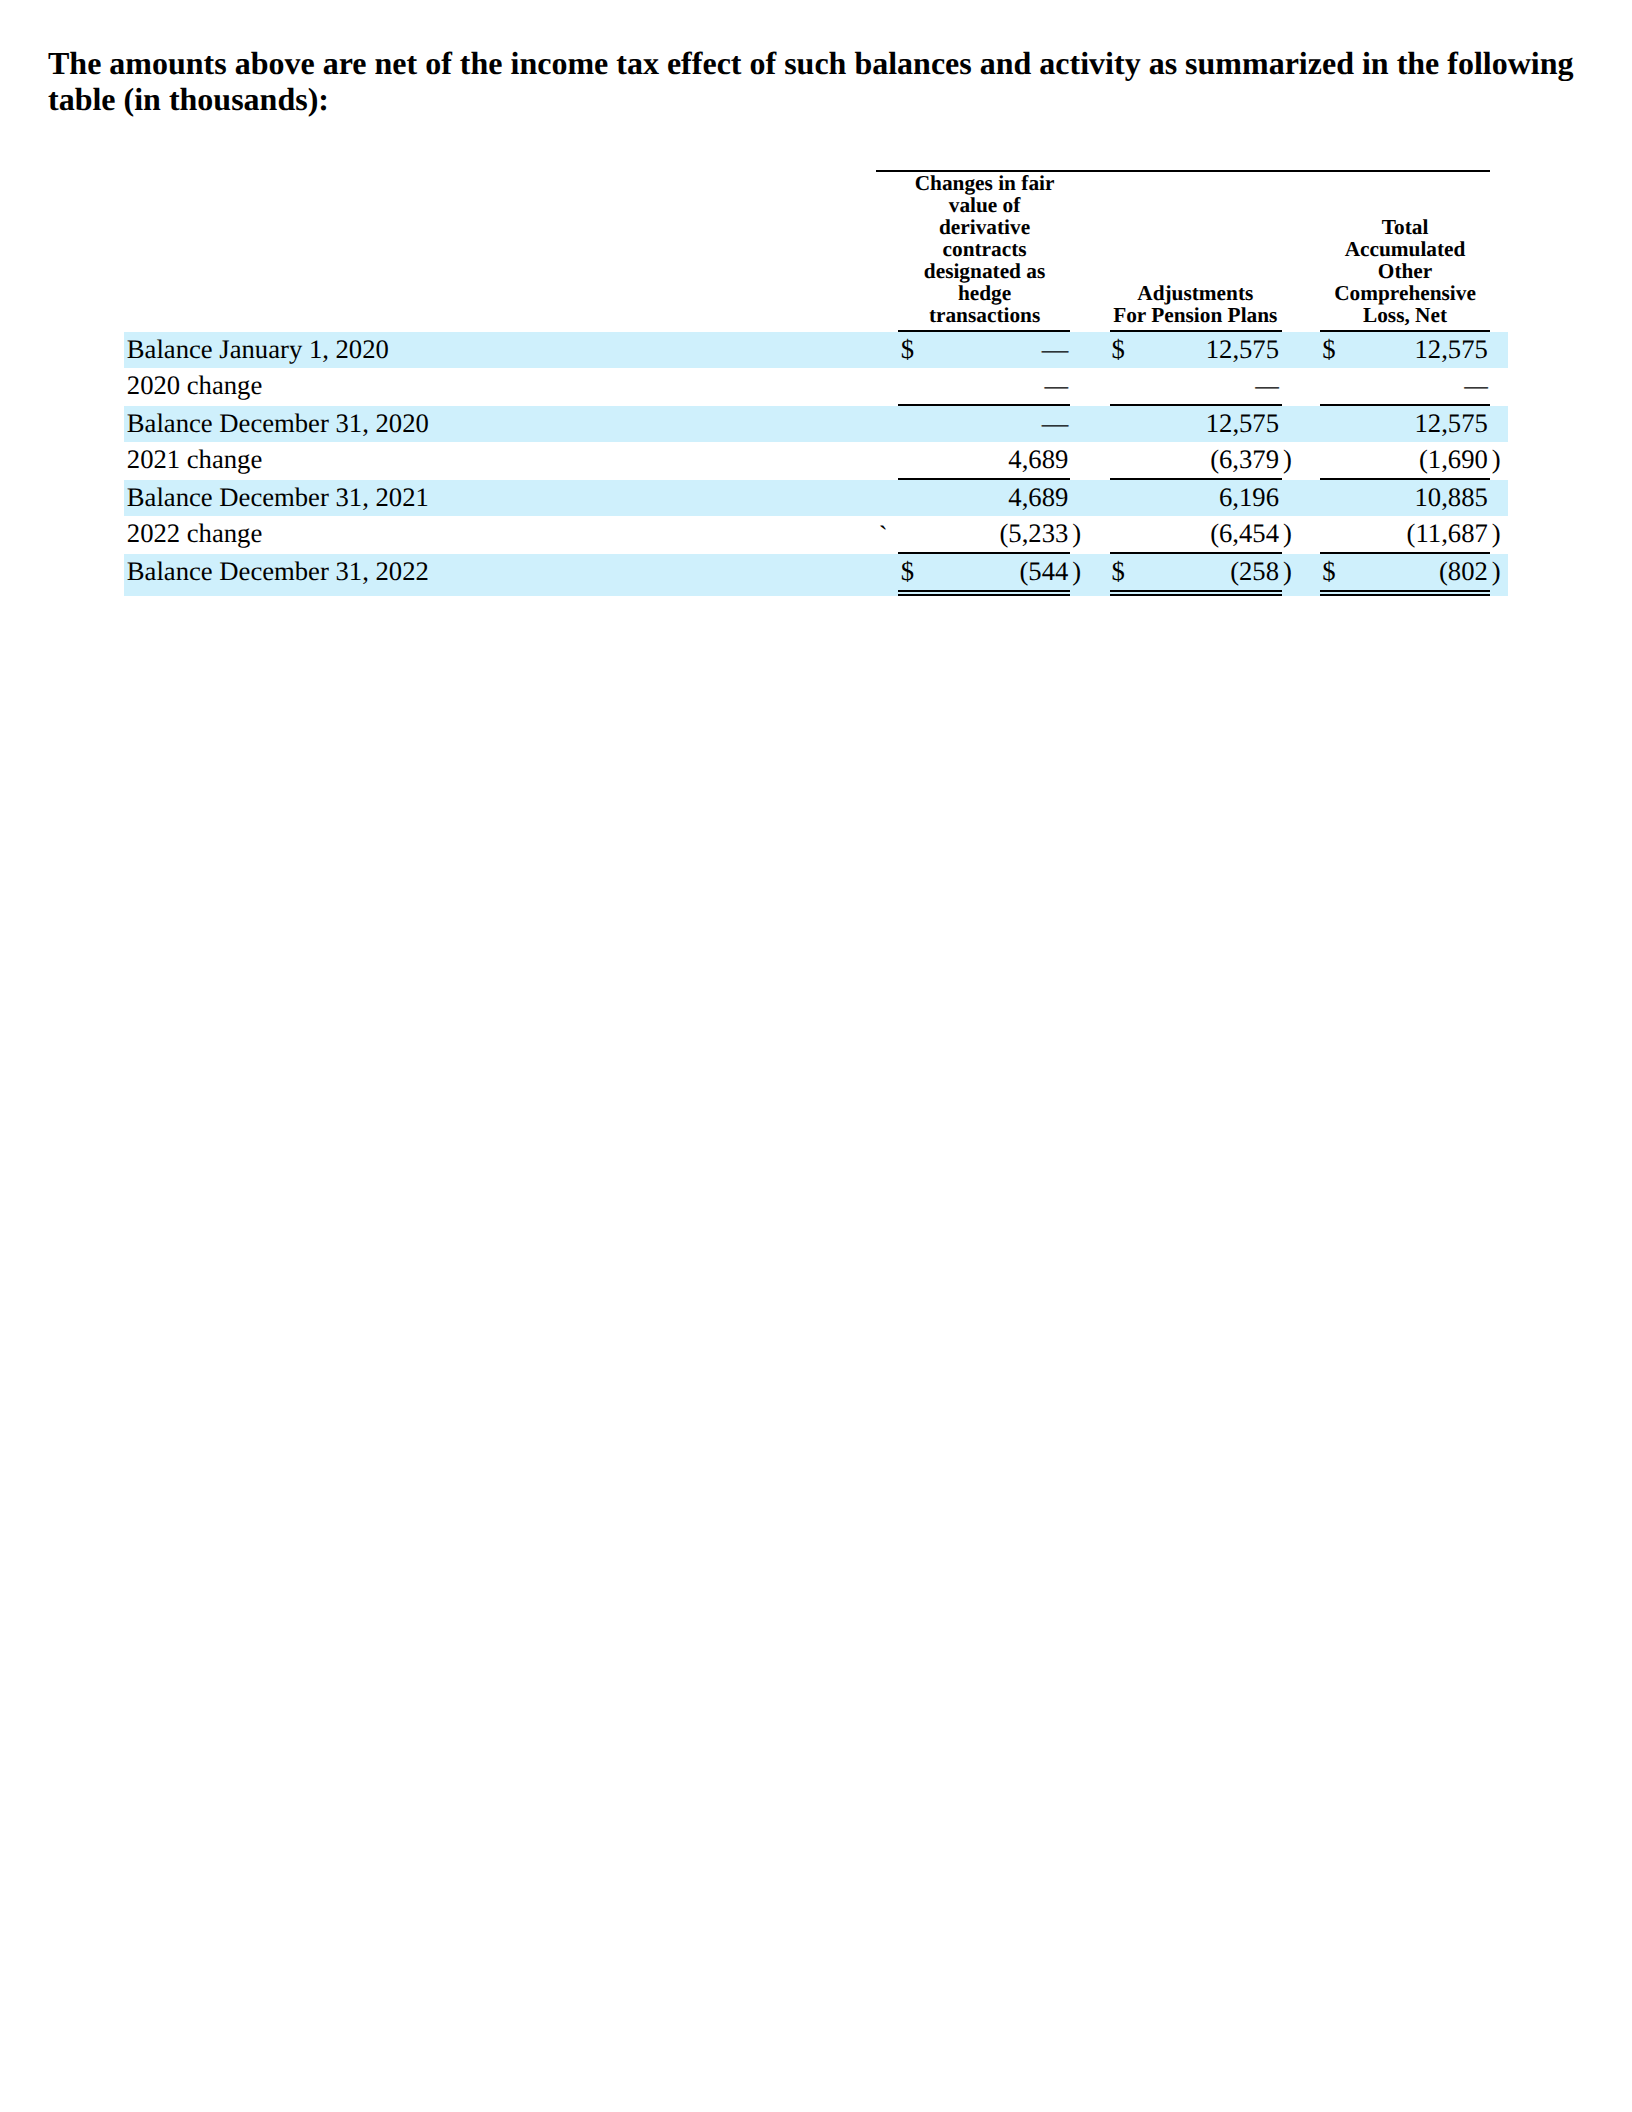 The amounts above are net of the income tax effect of such balances and activity as summarized in the following
table (in thousands):
Changes in fair
value of
derivative
contracts
designated as
hedge
transactions
Adjustments
For Pension Plans
Total
Accumulated
Other
Comprehensive
Loss, Net
Balance January 1, 2020 $ — $ 12,575 $ 12,575
2020 change — — —
Balance December 31, 2020 — 12,575 12,575
2021 change 4,689 (6,379 ) (1,690 )
Balance December 31, 2021 4,689 6,196 10,885
2022 change ` (5,233 ) (6,454 ) (11,687 )
Balance December 31, 2022 $ (544 ) $ (258 ) $ (802 )